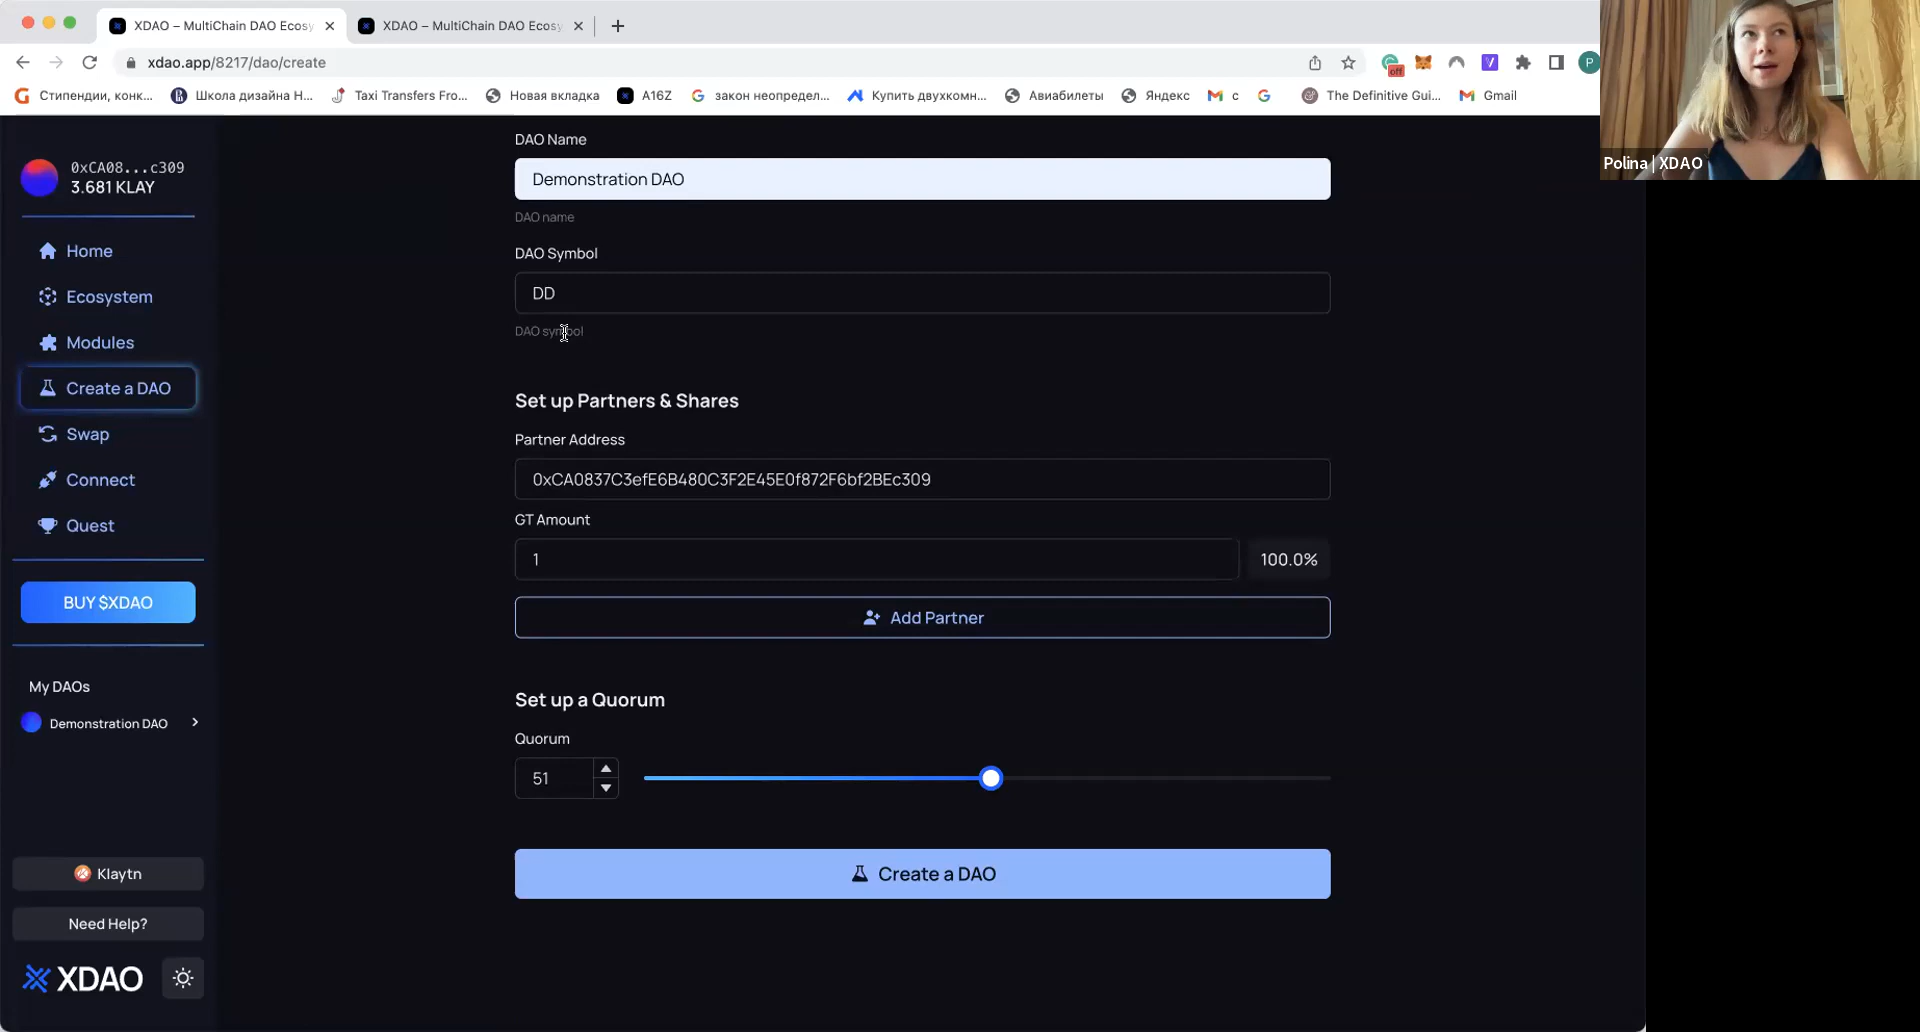 XDAO – MultiChain DAO Ecosy
XDAO – MultiChain DAO Ecos
xdao.app/8217/dao/create
off
P
Стипендии, конк...
Школа дизайна Н...
Taxi Transfers Fro...
Новая вкладка
A16Z
закон неопредел...
Купить двухкомн...
Авиабилеты
Яндекс
с
The Definitive Gui...
Gmail
Polina | XDAO
0xCA08...c309
3.681 KLAY
Home
Ecosystem
Modules
Create a DAO
Swap
Connect
Quest
BUY $XDAO
My DAOs
Demonstration DAO
Klaytn
Need Help?
XDAO
DAO Name
Demonstration DAO
DAO name
DAO Symbol
DD
DAO symbol
Set up Partners & Shares
Partner Address
0xCA0837C3efE6B480C3F2E45E0f872F6bf2BEc309
GT Amount
1
100.0%
Add Partner
Set up a Quorum
Quorum
51
Create a DAO